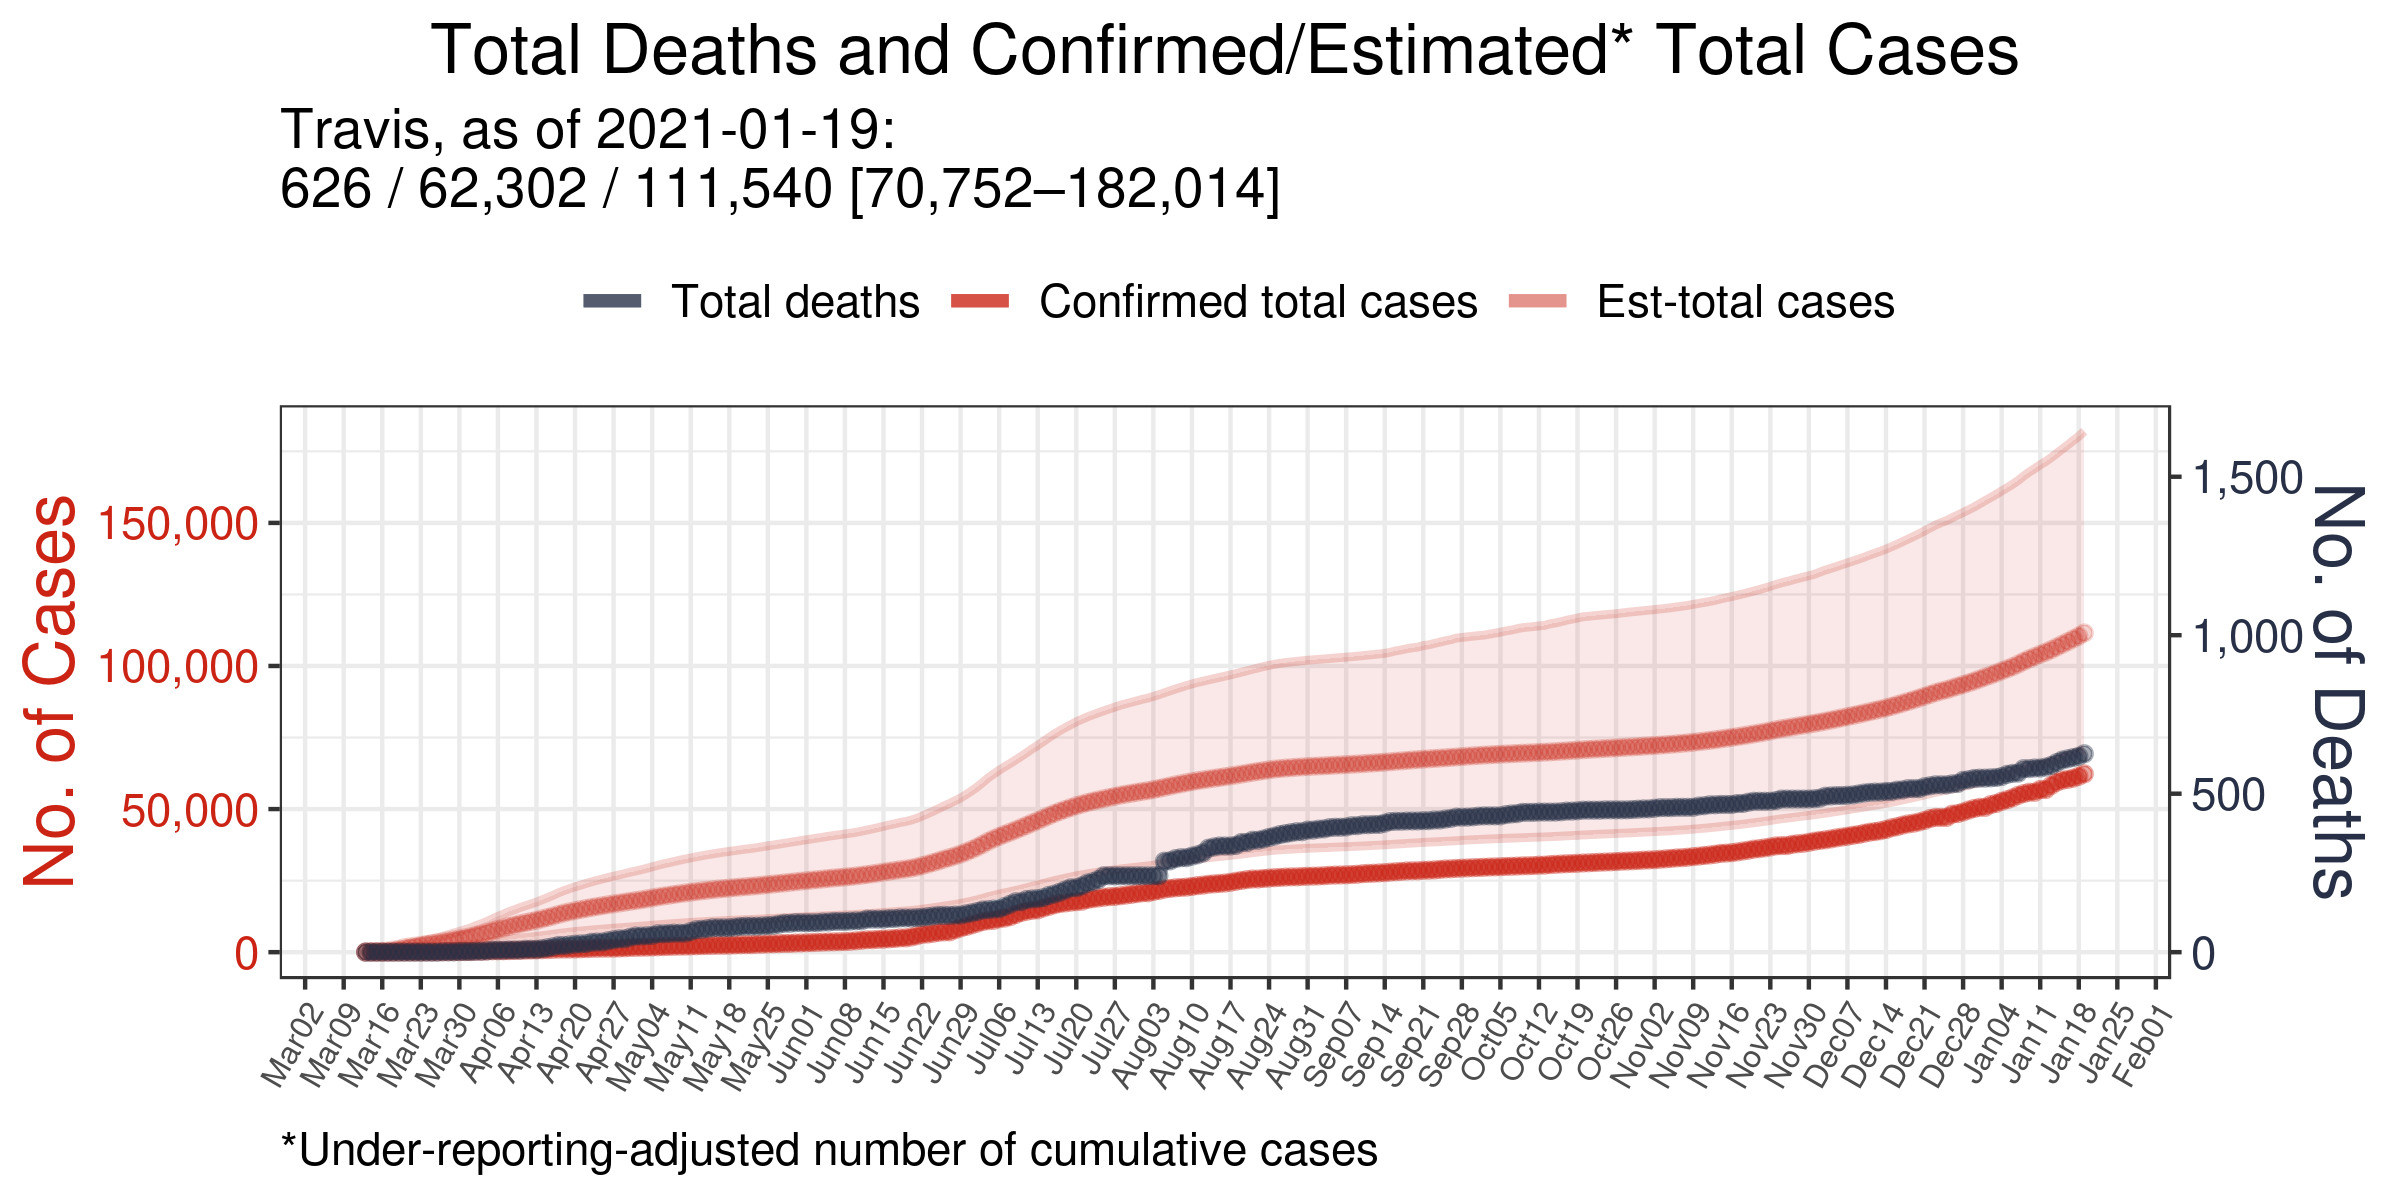 Total Deaths and Confirmed/Estimated* Total Cases
Travis, as of 2021-01-19:
626 / 62,302 / 111,540 [70,752–182,014]
Total deaths
Confirmed total cases
Est-total cases
No. of Cases
150,000
100,000
50,000
0
1,500
1,000
500
0
No. of Deaths
Mar02
Mar09
Mar16
Mar23
Mar30
Apr06
Apr13
Apr20
Apr27
May04
May11
May18
May25
Jun01
Jun08
Jun15
Jun22
Jun29
Jul06
Jul13
Jul20
Jul27
Aug03
Aug10
Aug17
Aug24
Aug31
Sep07
Sep14
Sep21
Sep28
Oct05
Oct12
Oct19
Oct26
Nov02
Nov09
Nov16
Nov23
Nov30
Dec07
Dec14
Dec21
Dec28
Jan04
Jan11
Jan18
Jan25
Feb01
*Under-reporting-adjusted number of cumulative cases